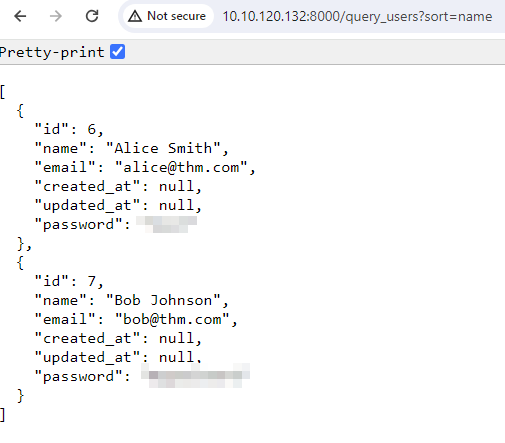 Not secure 10.10.120.132:8000/query_users?sort=name
Pretty-print
[
{
"id": 6,
"name": "Alice Smith",
"email": "alice@thm.com",
"created_at": null,
"updated_at": null,
"password":
},
{
"id": 7,
"name": "Bob Johnson",
"email": "bob@thm.com",
"created_at": null,
"updated_at": null,
"password":
}
]